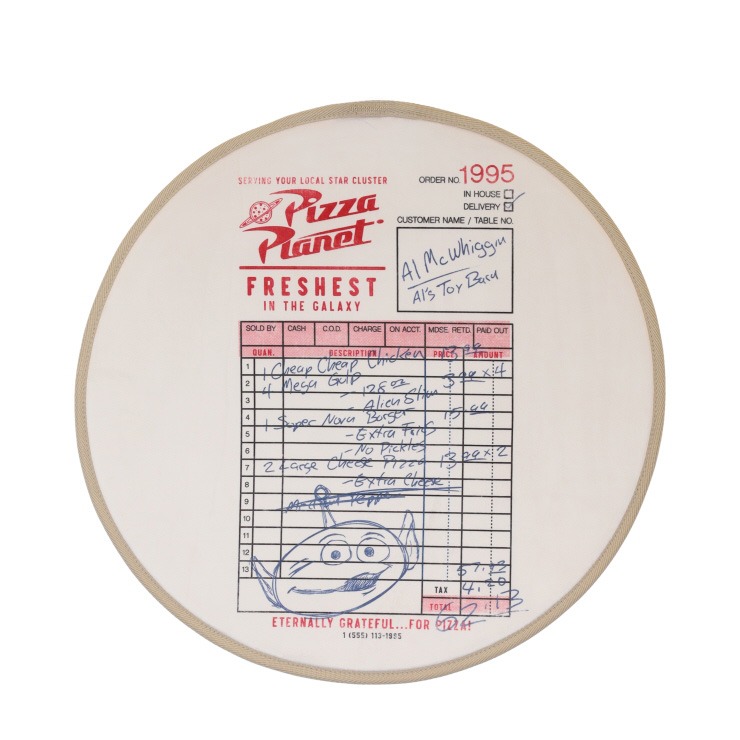 SERVING YOUR LOCAL STAR CLUSTER
Pizza
Planet
FRESHEST
IN THE GALAXY
ORDER NO. 1995
IN HOUSE
DELIVERY
CUSTOMER NAME / TABLE NO.
Al McWhiggin
Al's Toy Barn
SOLD BY CASH C.O.D. CHARGE ON ACCT. MDSE. RETD. PAID OUT
QUAN. DESCRIPTION PRICE AMOUNT
1 1 Cheap Cheap Chicken 13.99
2 4 Mega Gulp 3.99 x 4
- 128 oz
3 - Alien Slime
4 1 Super Nova Burger 15.99
5 - Extra Fries
6 - No Pickles
7 2 Large Cheese Pizza 13.99 x 2
8 - Extra Cheese
9
10
11
12
13
TAX 4.20
TOTAL 62.13
ETERNALLY GRATEFUL...FOR PIZZA!
1 (555) 113-1995